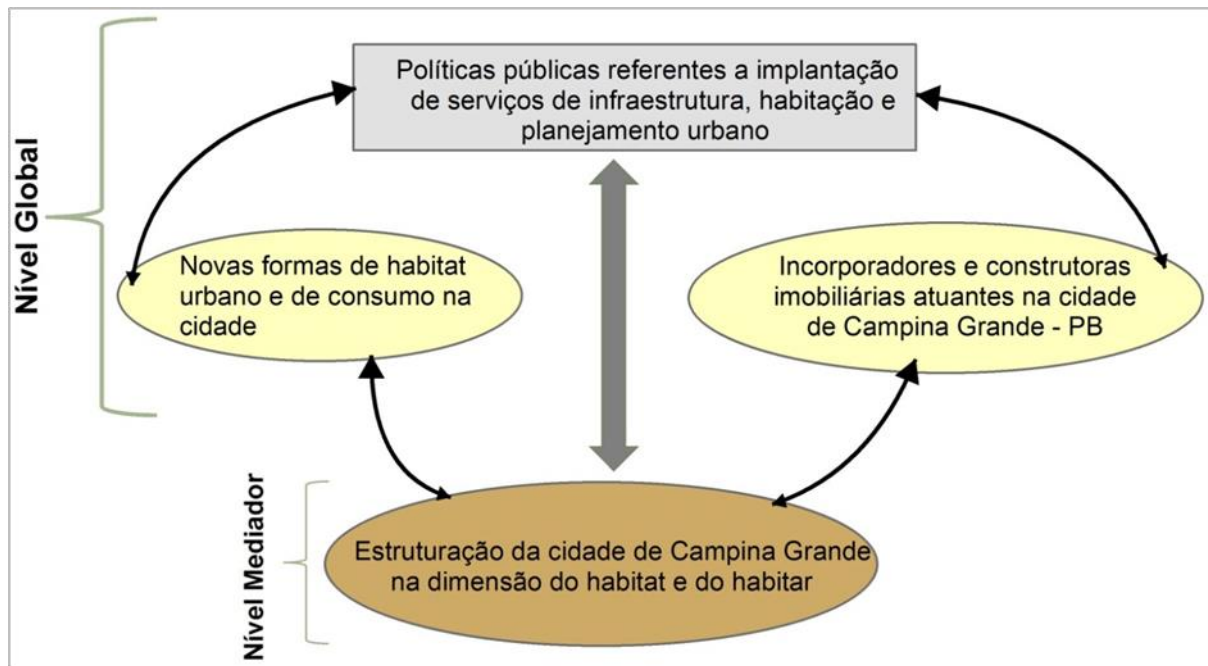 Nível Global
Políticas públicas referentes a implantação
de serviços de infraestrutura, habitação e
planejamento urbano
Novas formas de habitat
urbano e de consumo na
cidade
Incorporadores e construtoras
imobiliárias atuantes na cidade
de Campina Grande - PB
Nível Mediador
Estruturação da cidade de Campina Grande
na dimensão do habitat e do habitar